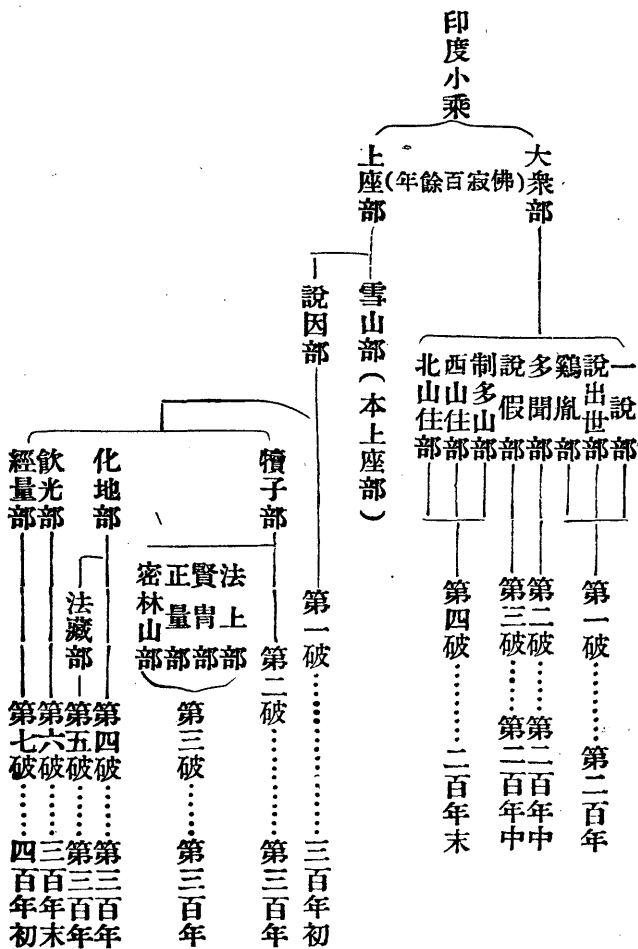 印度小乘
大衆部
(佛寂百餘年)
上座部
一說部
說出世部
鷄胤部
多聞部
說假部
制多山部
西山住部
北山住部
第一破………第二百年
第二破……第二百年中
第三破……第二百年中
第四破………二百年末
雪山部(本上座部)
說因部
第一破…………三百年初
犢子部
第二破…………第三百年
法上部
賢冑部
正量部
密林山部
第三破……第三百年
化地部
第四破……第三百年
法藏部
第五破……第三百年
飮光部
第六破……三百年末
經量部
第七破……四百年初